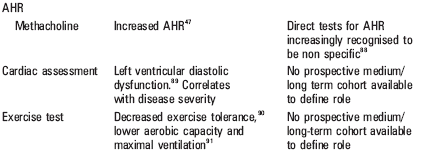 AHR
Methacholine Increased AHR47 Direct tests for AHR
increasingly recognised to
be non specific88
Cardiac assessment Left ventricular diastolic No prospective medium/
dysfunction.89 Correlates long term cohort available
with disease severity to define role
Exercise test Decreased exercise tolerance,90 No prospective medium/
lower aerobic capacity and long-term cohort available
maximal ventilation91 to define role